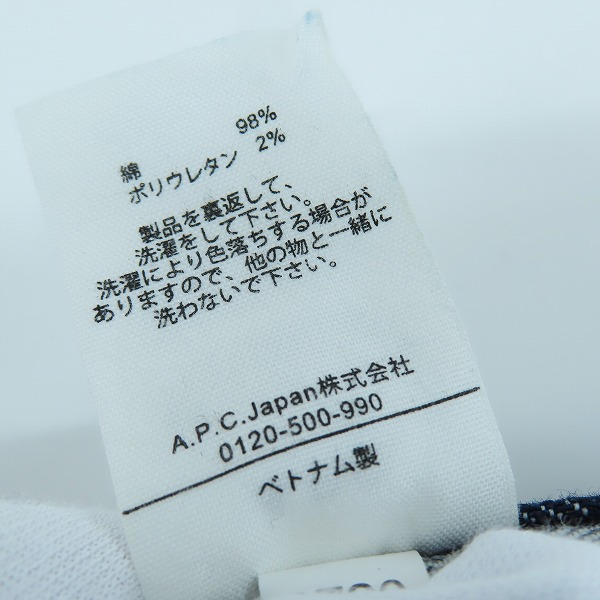 綿 98%
ポリウレタン 2%
製品を裏返して、
洗濯をして下さい。
洗濯により色落ちする場合が
ありますので、他の物と一緒に
洗わないで下さい。
A.P.C.Japan株式会社
0120-500-990
ベトナム製